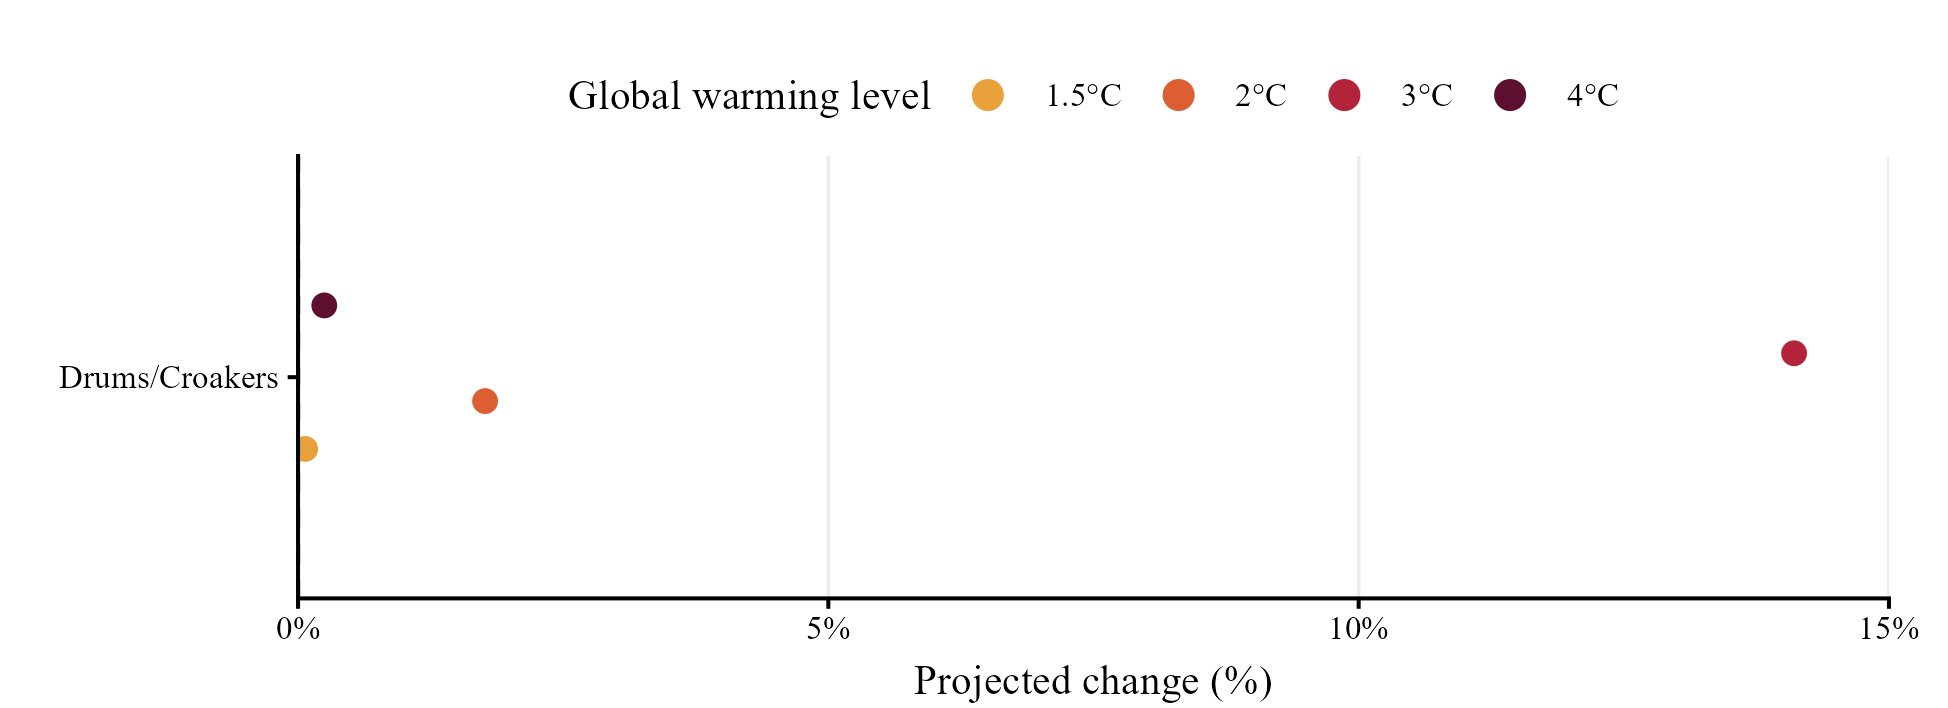 Global warming level 1.5°C 2°C 3°C 4°C
Drums/Croakers
0% 5% 10% 15%
Projected change (%)